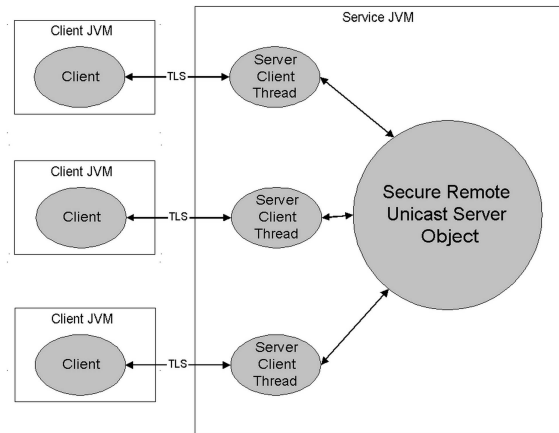 Service JVM
Client JVM
Client
TLS
Server
Client
Thread
Client JVM
Client
TLS
Server
Client
Thread
Secure Remote
Unicast Server
Object
Client JVM
Client
TLS
Server
Client
Thread